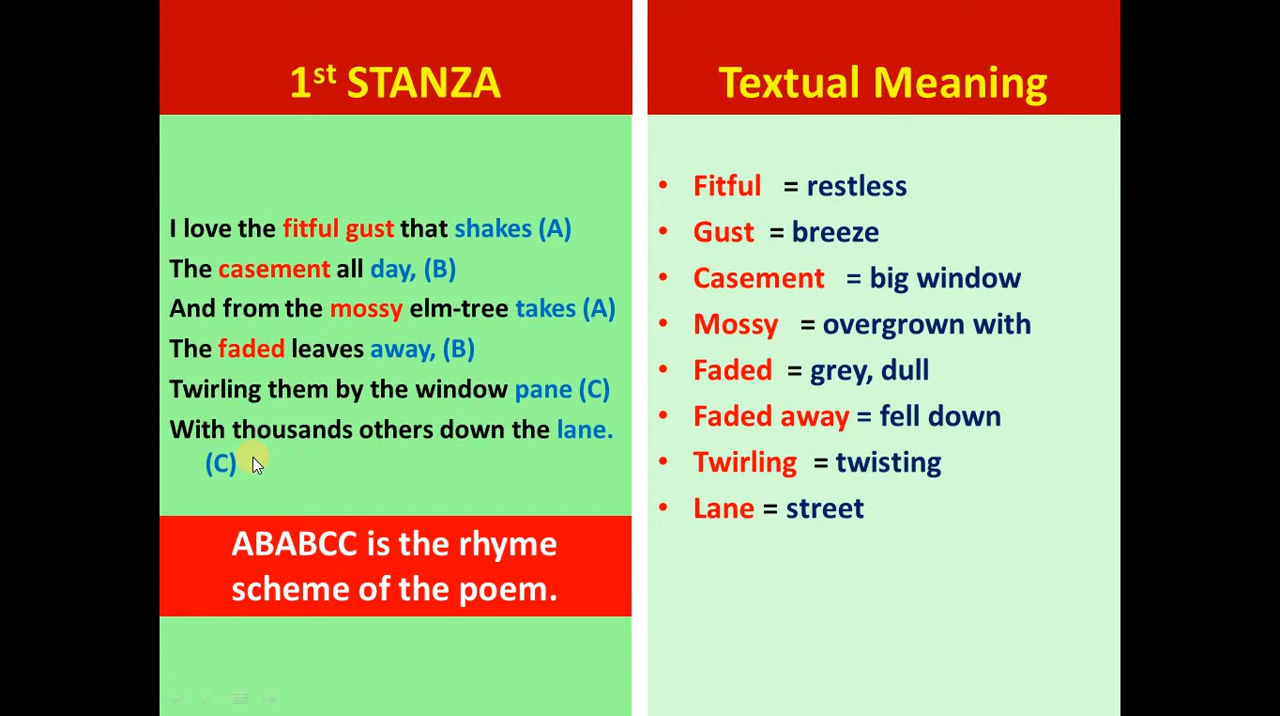 1st STANZA
I love the fitful gust that shakes (A)
The casement all day, (B)
And from the mossy elm-tree takes (A)
The faded leaves away, (B)
Twirling them by the window pane (C)
With thousands others down the lane.
(C)
ABABCC is the rhyme
scheme of the poem.
Textual Meaning
• Fitful = restless
• Gust = breeze
• Casement = big window
• Mossy = overgrown with
• Faded = grey, dull
• Faded away = fell down
• Twirling = twisting
• Lane = street